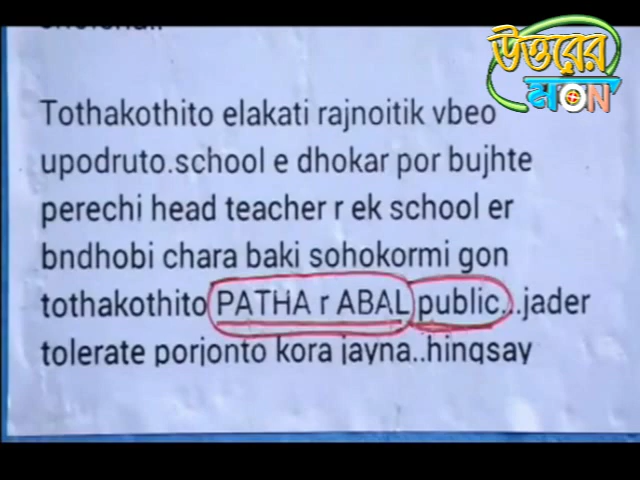 উত্তরের
মন
Tothakothito elakati rajnoitik vbeo
upodruto.school e dhokar por bujhte
perechi head teacher r ek school er
bndhobi chara baki sohokormi gon
tothakothito PATHA r ABAL public...jader
tolerate porjonto kora jayna..hingsay